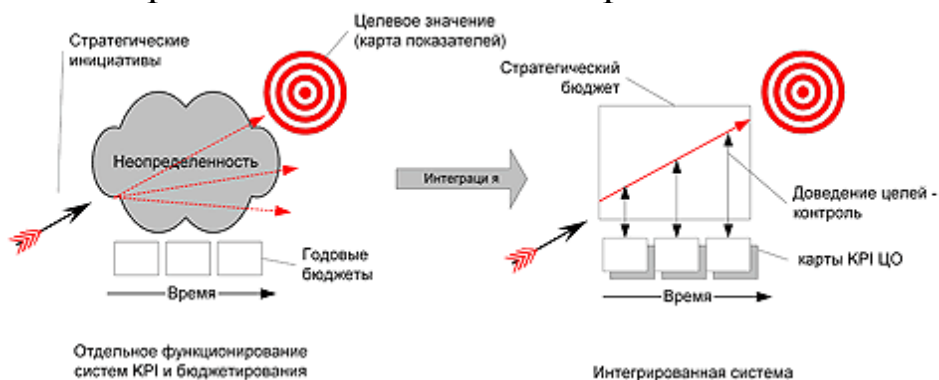 Целевое значение
(карта показателей)
Стратегические
инициативы
Неопределенность
Годовые
бюджеты
Время
Отдельное функционирование
систем KPI и бюджетирования
Интеграци я
Стратегический
бюджет
Доведение целей -
контроль
карты KPI ЦО
Время
Интегрированная система